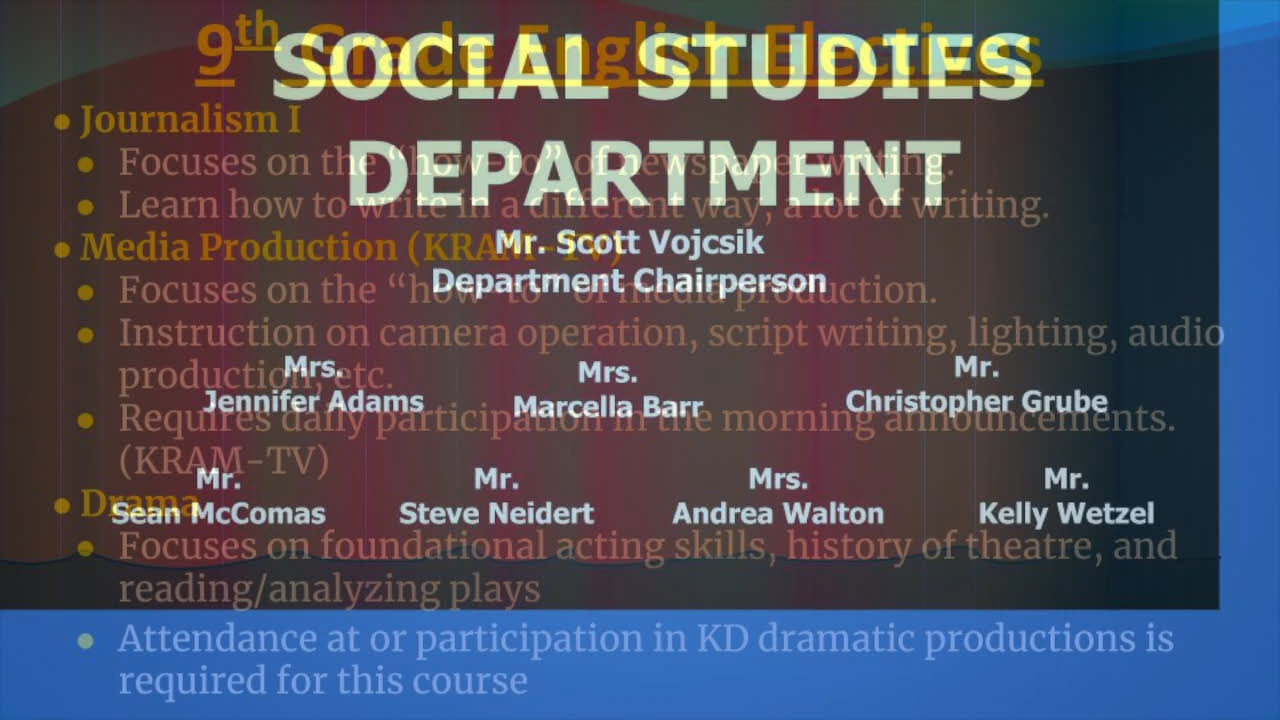 9th Grade English Electives
● Journalism I
● Focuses on the “how-to” of newspaper writing.
● Learn how to write in a different way, a lot of writing.
● Media Production (KRAM-TV)
● Focuses on the “how-to” of media production.
● Instruction on camera operation, script writing, lighting, audio
production, etc.
● Requires daily participation in the morning announcements.
(KRAM-TV)
● Drama
● Focuses on foundational acting skills, history of theatre, and
reading/analyzing plays
● Attendance at or participation in KD dramatic productions is
required for this course
SOCIAL STUDIES
DEPARTMENT
Mr. Scott Vojcsik
Department Chairperson
Mrs.
Jennifer Adams
Mrs.
Marcella Barr
Mr.
Christopher Grube
Mr.
Sean McComas
Mr.
Steve Neidert
Mrs.
Andrea Walton
Mr.
Kelly Wetzel